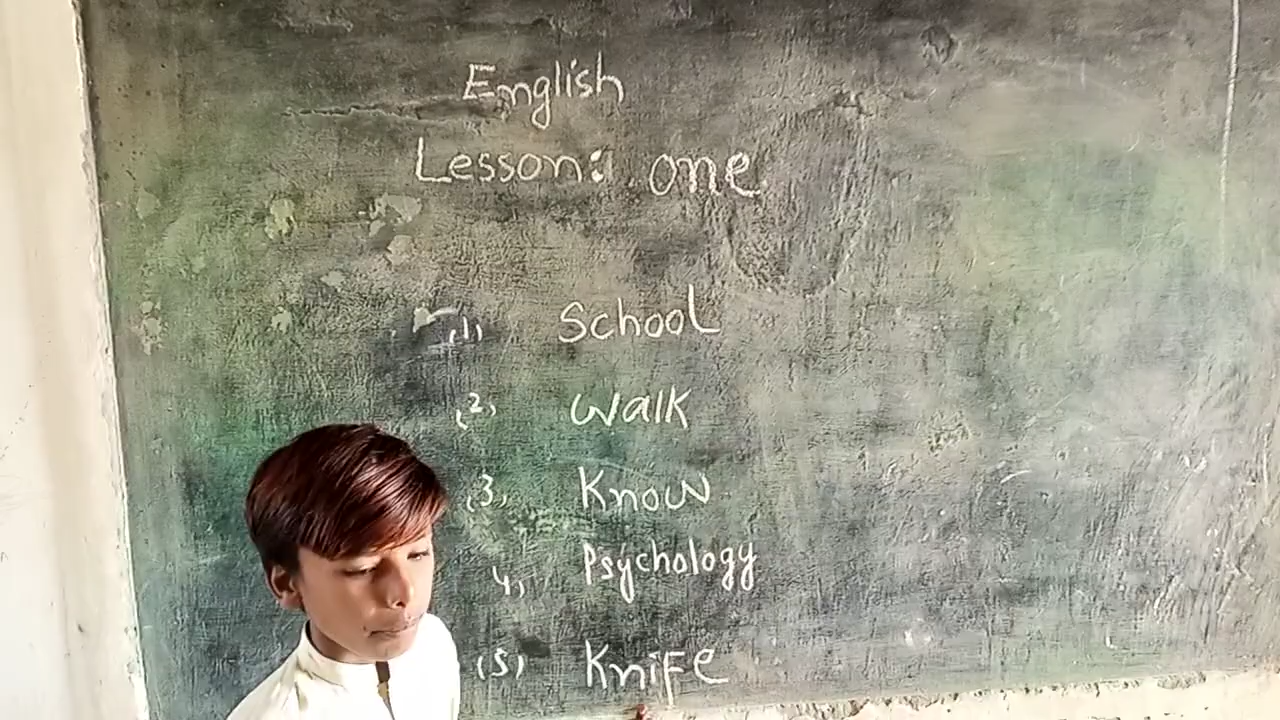 English
Lesson: one
(1) School
(2) Walk
(3) Know
4) Psychology
(5) Knife